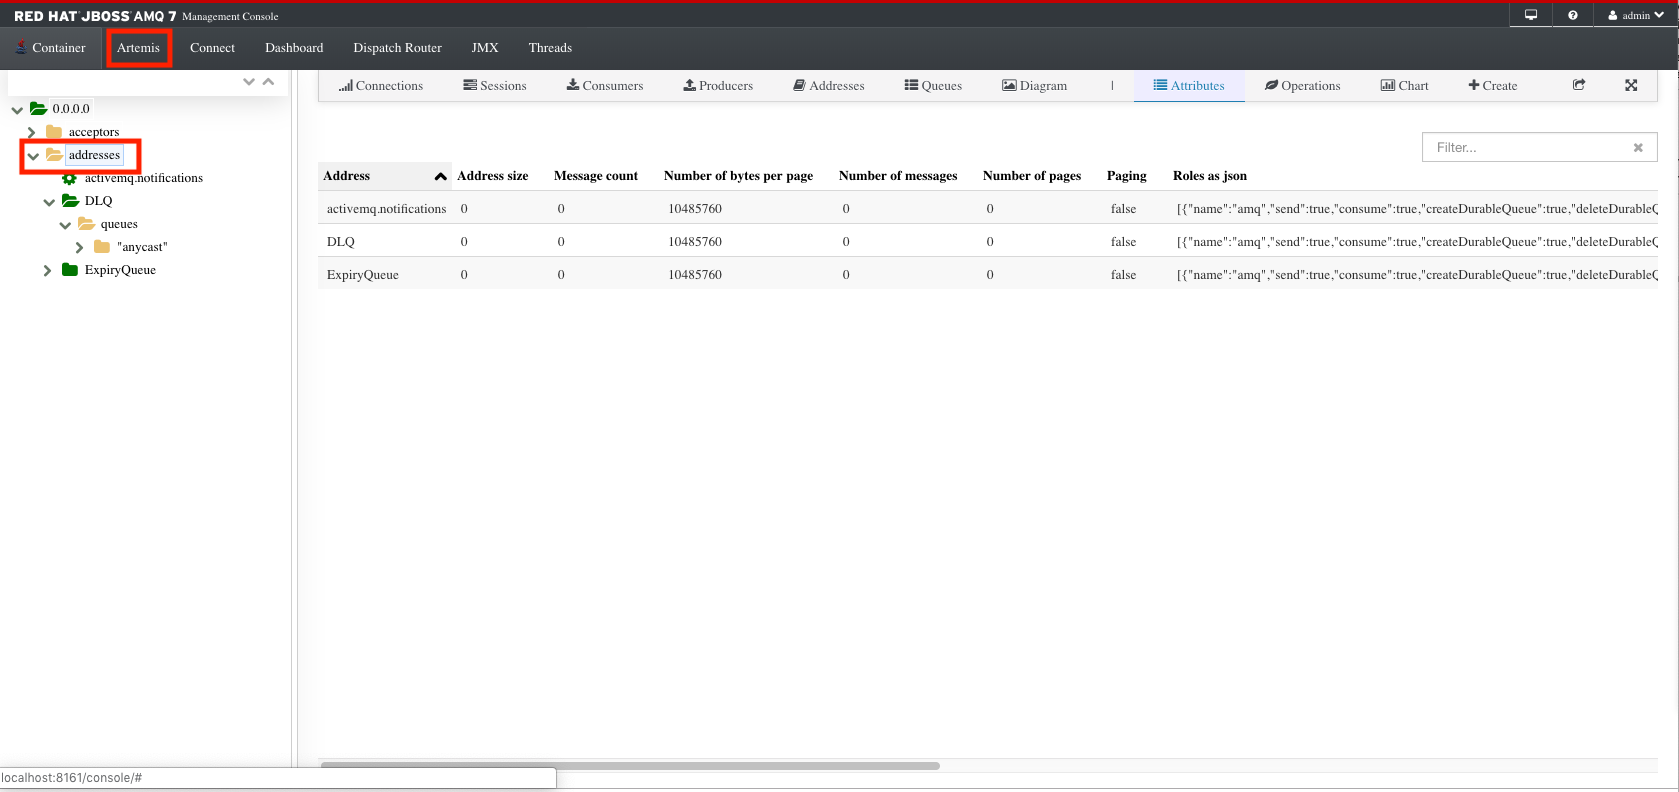 RED HAT JBOSS AMQ 7 Management Console
admin
Container Artemis Connect Dashboard Dispatch Router JMX Threads
Connections Sessions Consumers Producers Addresses Queues Diagram | Attributes Operations Chart Create
0.0.0.0
acceptors
addresses
activemq.notifications
DLQ
queues
"anycast"
ExpiryQueue
Filter...
Address Address size Message count Number of bytes per page Number of messages Number of pages Paging Roles as json
activemq.notifications 0 0 10485760 0 0 false [{"name":"amq","send":true,"consume":true,"createDurableQueue":true,"deleteDurableQ
DLQ 0 0 10485760 0 0 false [{"name":"amq","send":true,"consume":true,"createDurableQueue":true,"deleteDurableQ
ExpiryQueue 0 0 10485760 0 0 false [{"name":"amq","send":true,"consume":true,"createDurableQueue":true,"deleteDurableQ
localhost:8161/console/#